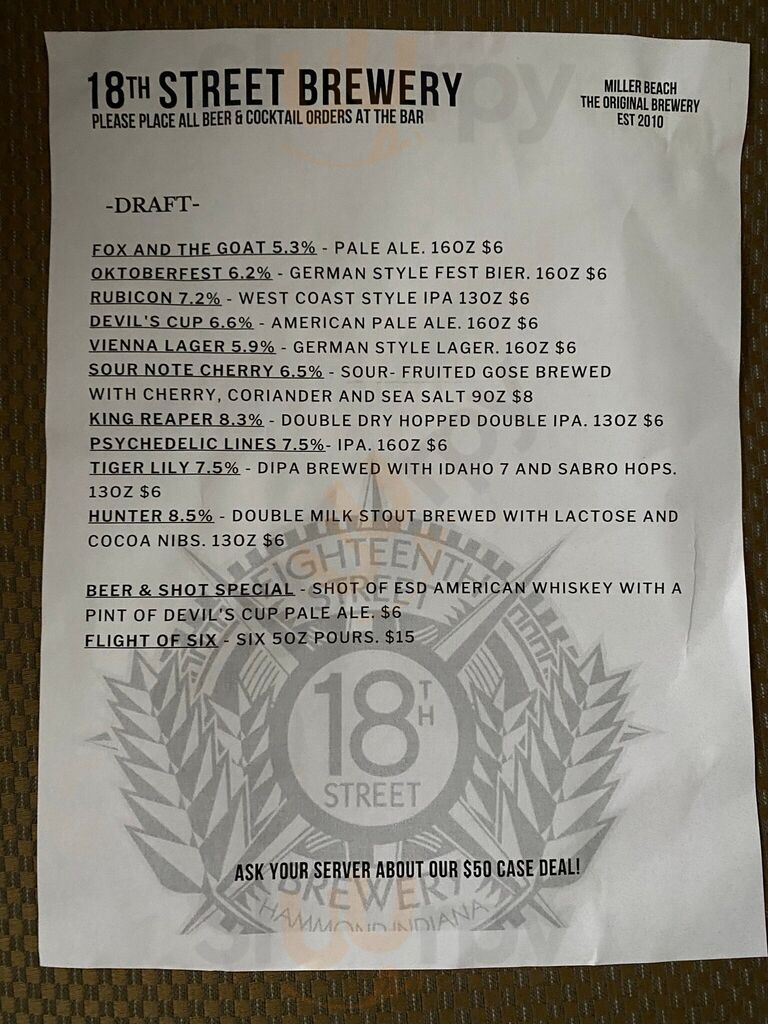 18TH STREET BREWERY
PLEASE PLACE ALL BEER & COCKTAIL ORDERS AT THE BAR
MILLER BEACH
THE ORIGINAL BREWERY
EST 2010
-DRAFT-
FOX AND THE GOAT 5.3% - PALE ALE. 16OZ $6
OKTOBERFEST 6.2% - GERMAN STYLE FEST BIER. 16OZ $6
RUBICON 7.2% - WEST COAST STYLE IPA 13OZ $6
DEVIL'S CUP 6.6% - AMERICAN PALE ALE. 16OZ $6
VIENNA LAGER 5.9% - GERMAN STYLE LAGER. 16OZ $6
SOUR NOTE CHERRY 6.5% - SOUR- FRUITED GOSE BREWED
WITH CHERRY, CORIANDER AND SEA SALT 9OZ $8
KING REAPER 8.3% - DOUBLE DRY HOPPED DOUBLE IPA. 13OZ $6
PSYCHEDELIC LINES 7.5%- IPA. 16OZ $6
TIGER LILY 7.5% - DIPA BREWED WITH IDAHO 7 AND SABRO HOPS.
13OZ $6
HUNTER 8.5% - DOUBLE MILK STOUT BREWED WITH LACTOSE AND
COCOA NIBS. 13OZ $6
BEER & SHOT SPECIAL - SHOT OF ESD AMERICAN WHISKEY WITH A
PINT OF DEVIL'S CUP PALE ALE. $6
FLIGHT OF SIX - SIX 5OZ POURS. $15
EIGHTEENTH
STREET
18TH
STREET
ASK YOUR SERVER ABOUT OUR $50 CASE DEAL!
BREWERY
HAMMOND INDIANA